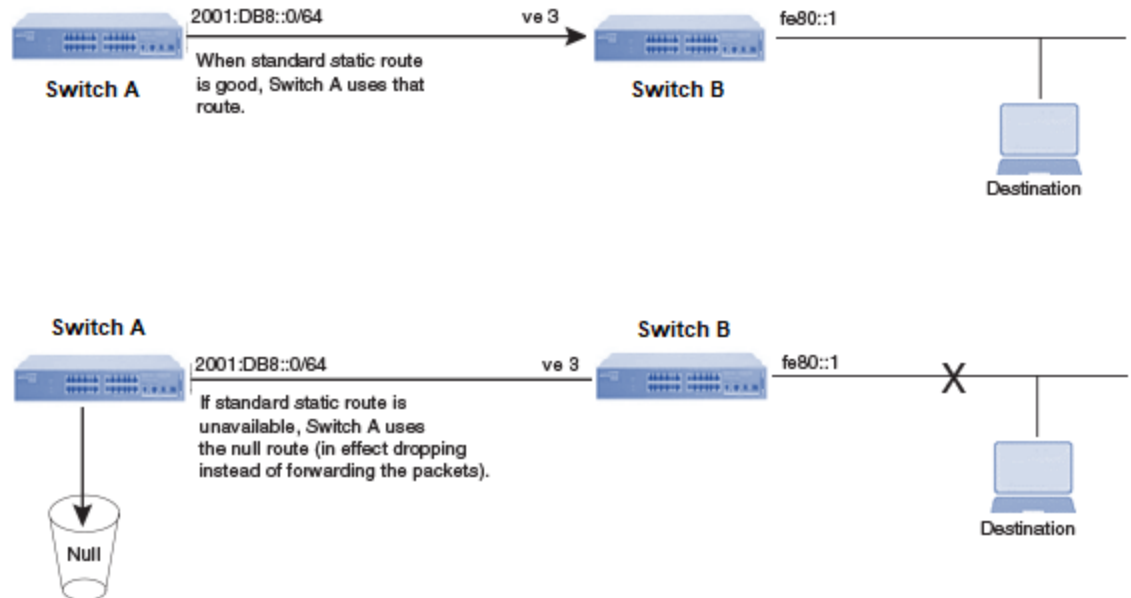 2001:DB8::0/64
ve 3
fe80::1
When standard static route
is good, Switch A uses that
route.
Switch A
Switch B
Destination
Switch A
Switch B
2001:DB8::0/64
ve 3
fe80::1
X
If standard static route is
unavailable, Switch A uses
the null route (in effect dropping
instead of forwarding the packets).
Null
Destination